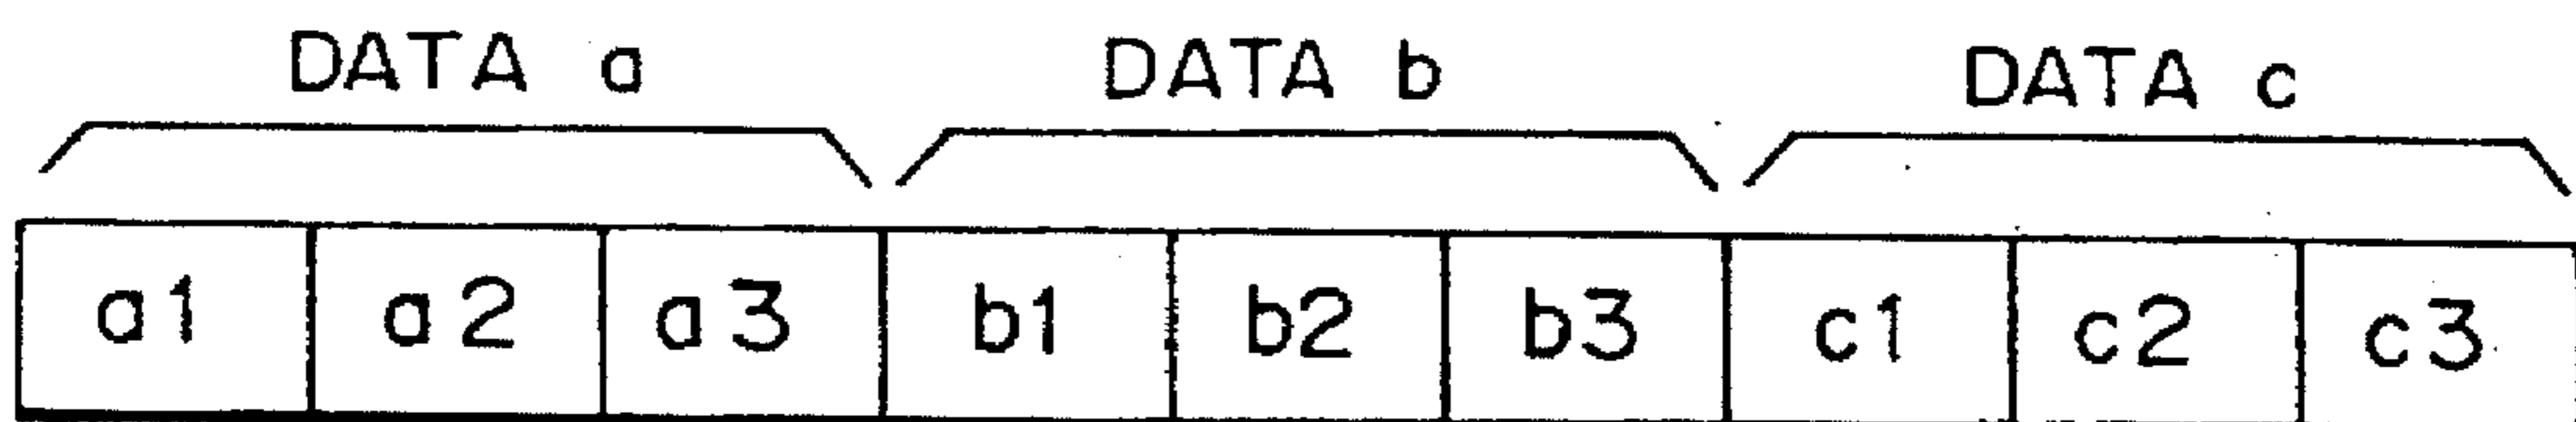 DATA a DATA b DATA c
a1 a2 a3 b1 b2 b3 c1 c2 c3